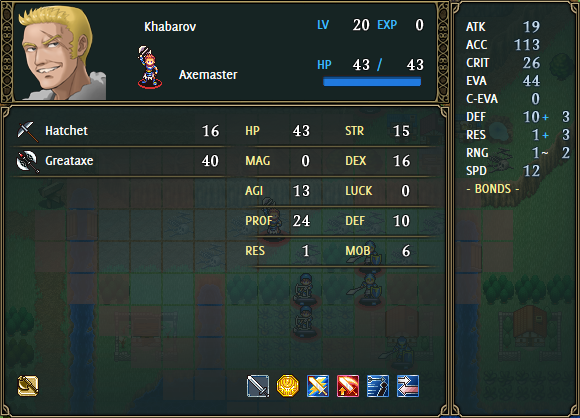 Khabarov
LV 20 EXP 0
Axemaster
HP 43 / 43
Hatchet 16
Greataxe 40
HP 43 STR 15
MAG 0 DEX 16
AGI 13 LUCK 0
PROF 24 DEF 10
RES 1 MOB 6
ATK 19
ACC 113
CRIT 26
EVA 44
C-EVA 0
DEF 10+ 3
RES 1+ 3
RNG 1~ 2
SPD 12
- BONDS -